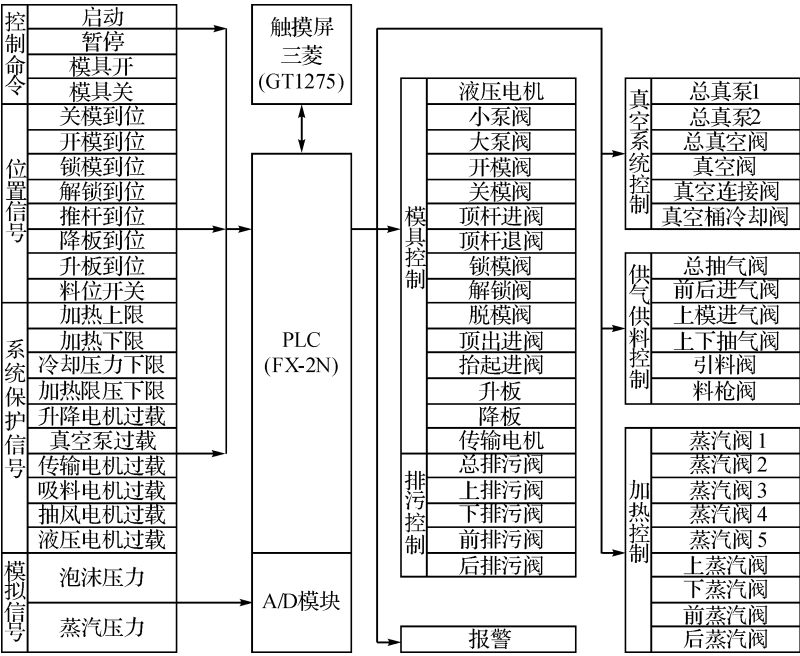 控制命令
启动
暂停
模具开
模具关
位置信号
关模到位
开模到位
锁模到位
解锁到位
推杆到位
降板到位
升板到位
料位开关
系统保护信号
加热上限
加热下限
冷却压力下限
加热限压下限
升降电机过载
真空泵过载
传输电机过载
吸料电机过载
抽风电机过载
液压电机过载
模拟信号
泡沫压力
蒸汽压力
触摸屏
三菱
(GT1275)
PLC
(FX-2N)
A/D模块
模具控制
液压电机
小泵阀
大泵阀
开模阀
关模阀
顶杆进阀
顶杆退阀
锁模阀
解锁阀
脱模阀
顶出进阀
抬起进阀
升板
降板
传输电机
排污控制
总排污阀
上排污阀
下排污阀
前排污阀
后排污阀
报警
真空系统控制
总真泵1
总真泵2
总真空阀
真空阀
真空连接阀
真空桶冷却阀
供气供料控制
总抽气阀
前后进气阀
上模进气阀
上下抽气阀
引料阀
料枪阀
加热控制
蒸汽阀 1
蒸汽阀 2
蒸汽阀 3
蒸汽阀 4
蒸汽阀 5
上蒸汽阀
下蒸汽阀
前蒸汽阀
后蒸汽阀